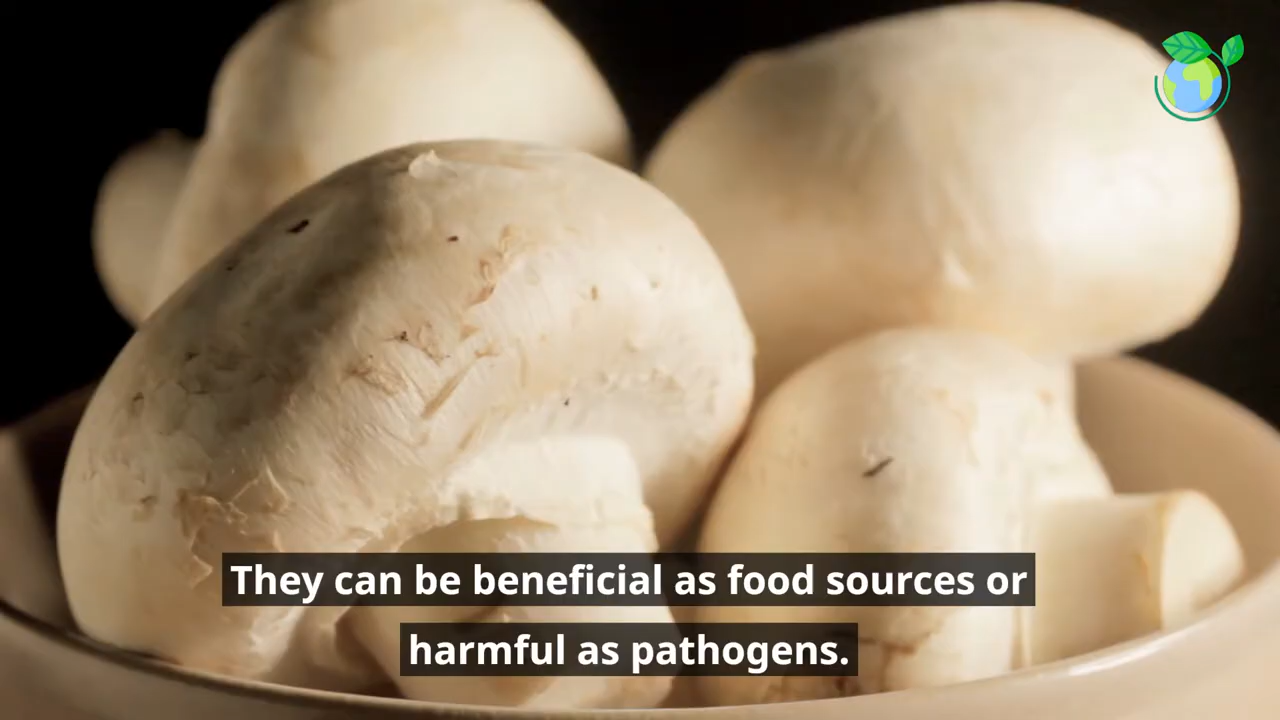 They can be beneficial as food sources or
harmful as pathogens.